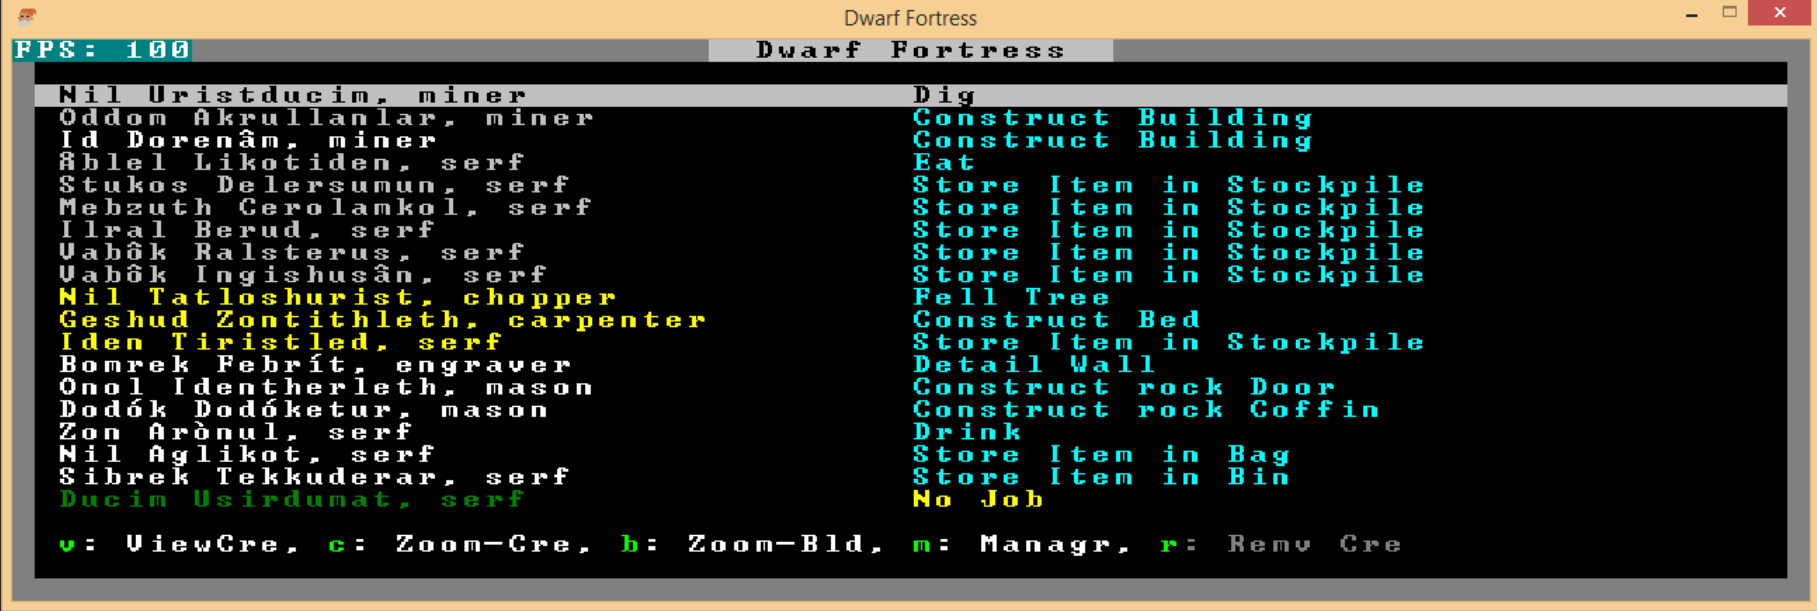 Dwarf Fortress
FPS: 100
Dwarf Fortress
Nil Uristducim, miner Dig
Oddom Akrullanlar, miner Construct Building
Id Dorenâm, miner Construct Building
Âblel Likotiden, serf Eat
Stukos Delersumun, serf Store Item in Stockpile
Mebzuth Cerolamkol, serf Store Item in Stockpile
Ilral Berud, serf Store Item in Stockpile
Vabôk Ralsterus, serf Store Item in Stockpile
Vabôk Ingishusân, serf Store Item in Stockpile
Nil Tatloshurist, chopper Fell Tree
Geshud Zontithleth, carpenter Construct Bed
Iden Tiristled, serf Store Item in Stockpile
Bomrek Febrít, engraver Detail Wall
Onol Identherleth, mason Construct rock Door
Dodók Dodóketur, mason Construct rock Coffin
Zon Arònul, serf Drink
Nil Aglikot, serf Store Item in Bag
Sibrek Tekkuderar, serf Store Item in Bin
Ducim Usirdumat, serf No Job
v: ViewCre, c: Zoom-Cre, b: Zoom-Bld, m: Managr, r: Remv Cre